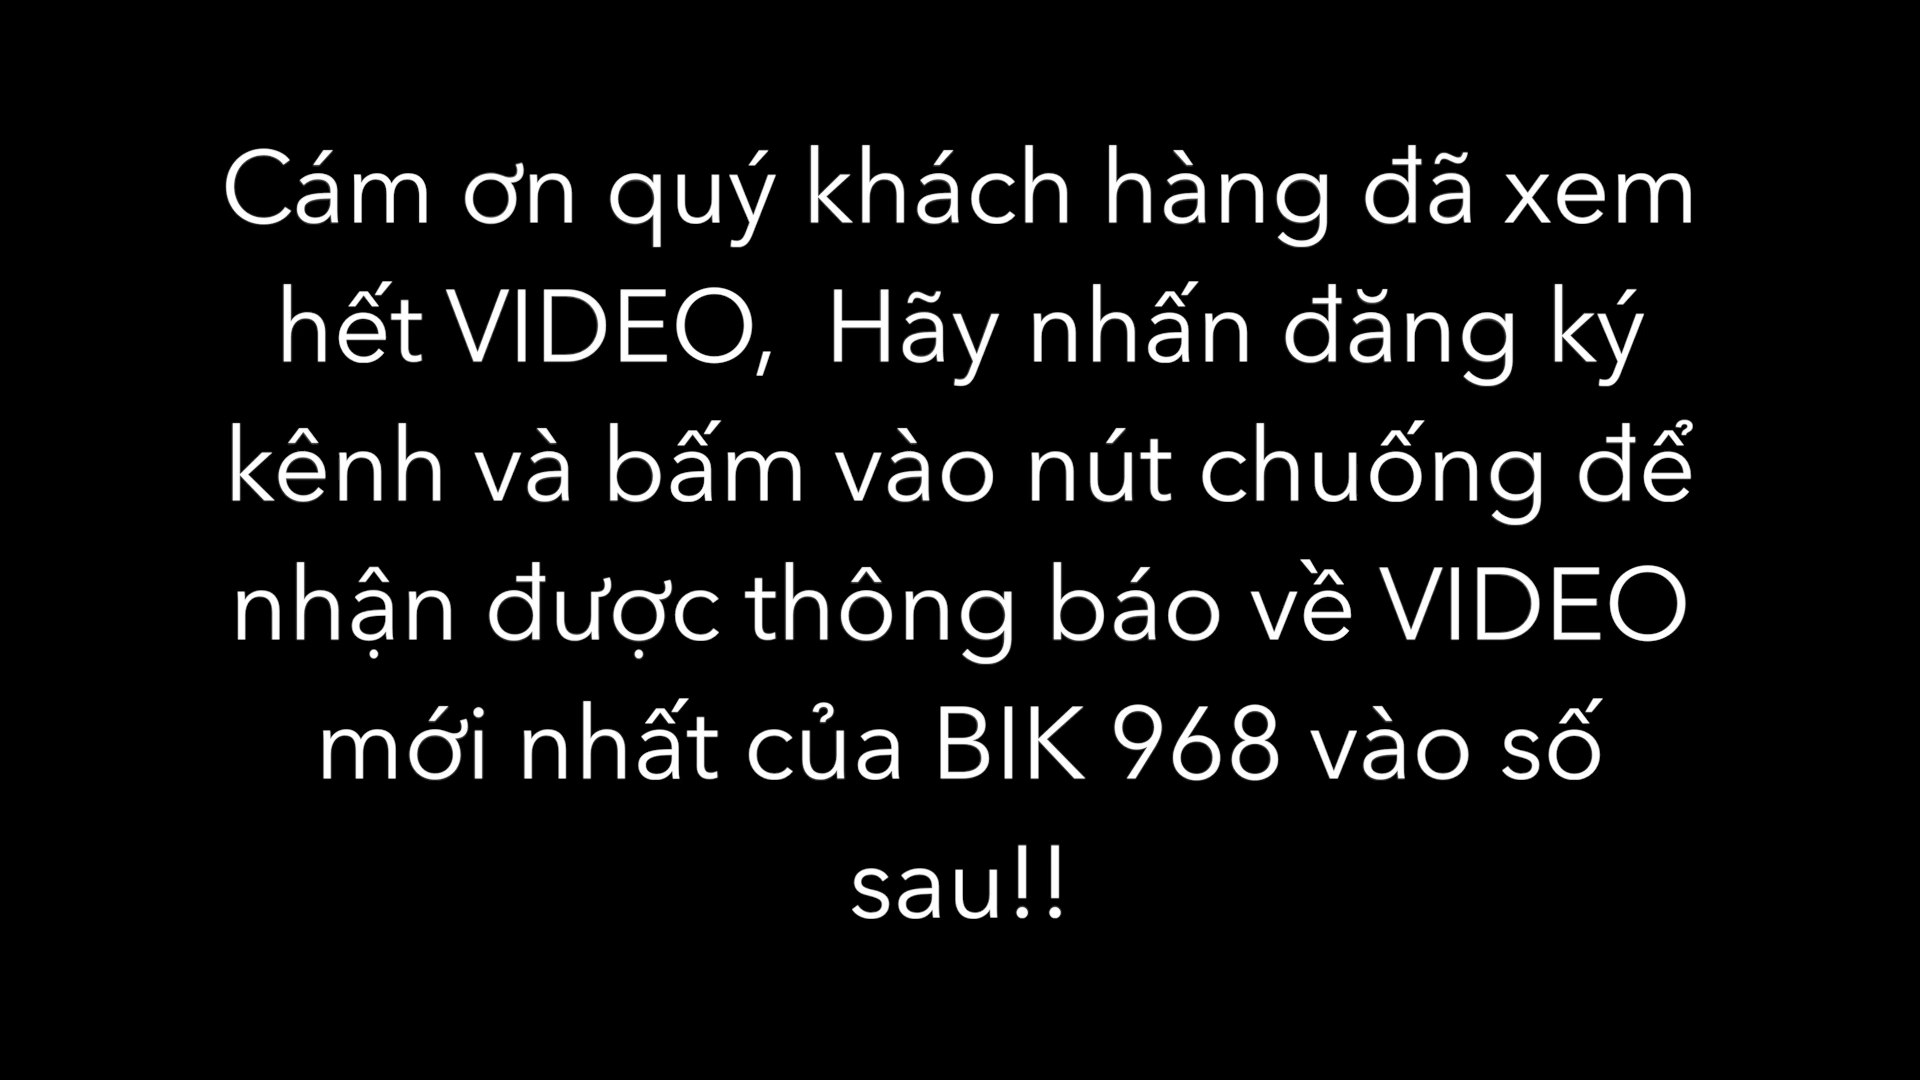 Cám ơn quý khách hàng đã xem
hết VIDEO,  Hãy nhấn đăng ký
kênh và bấm vào nút chuống để
nhận được thông báo về VIDEO
mới nhất của BIK 968 vào số
sau!!